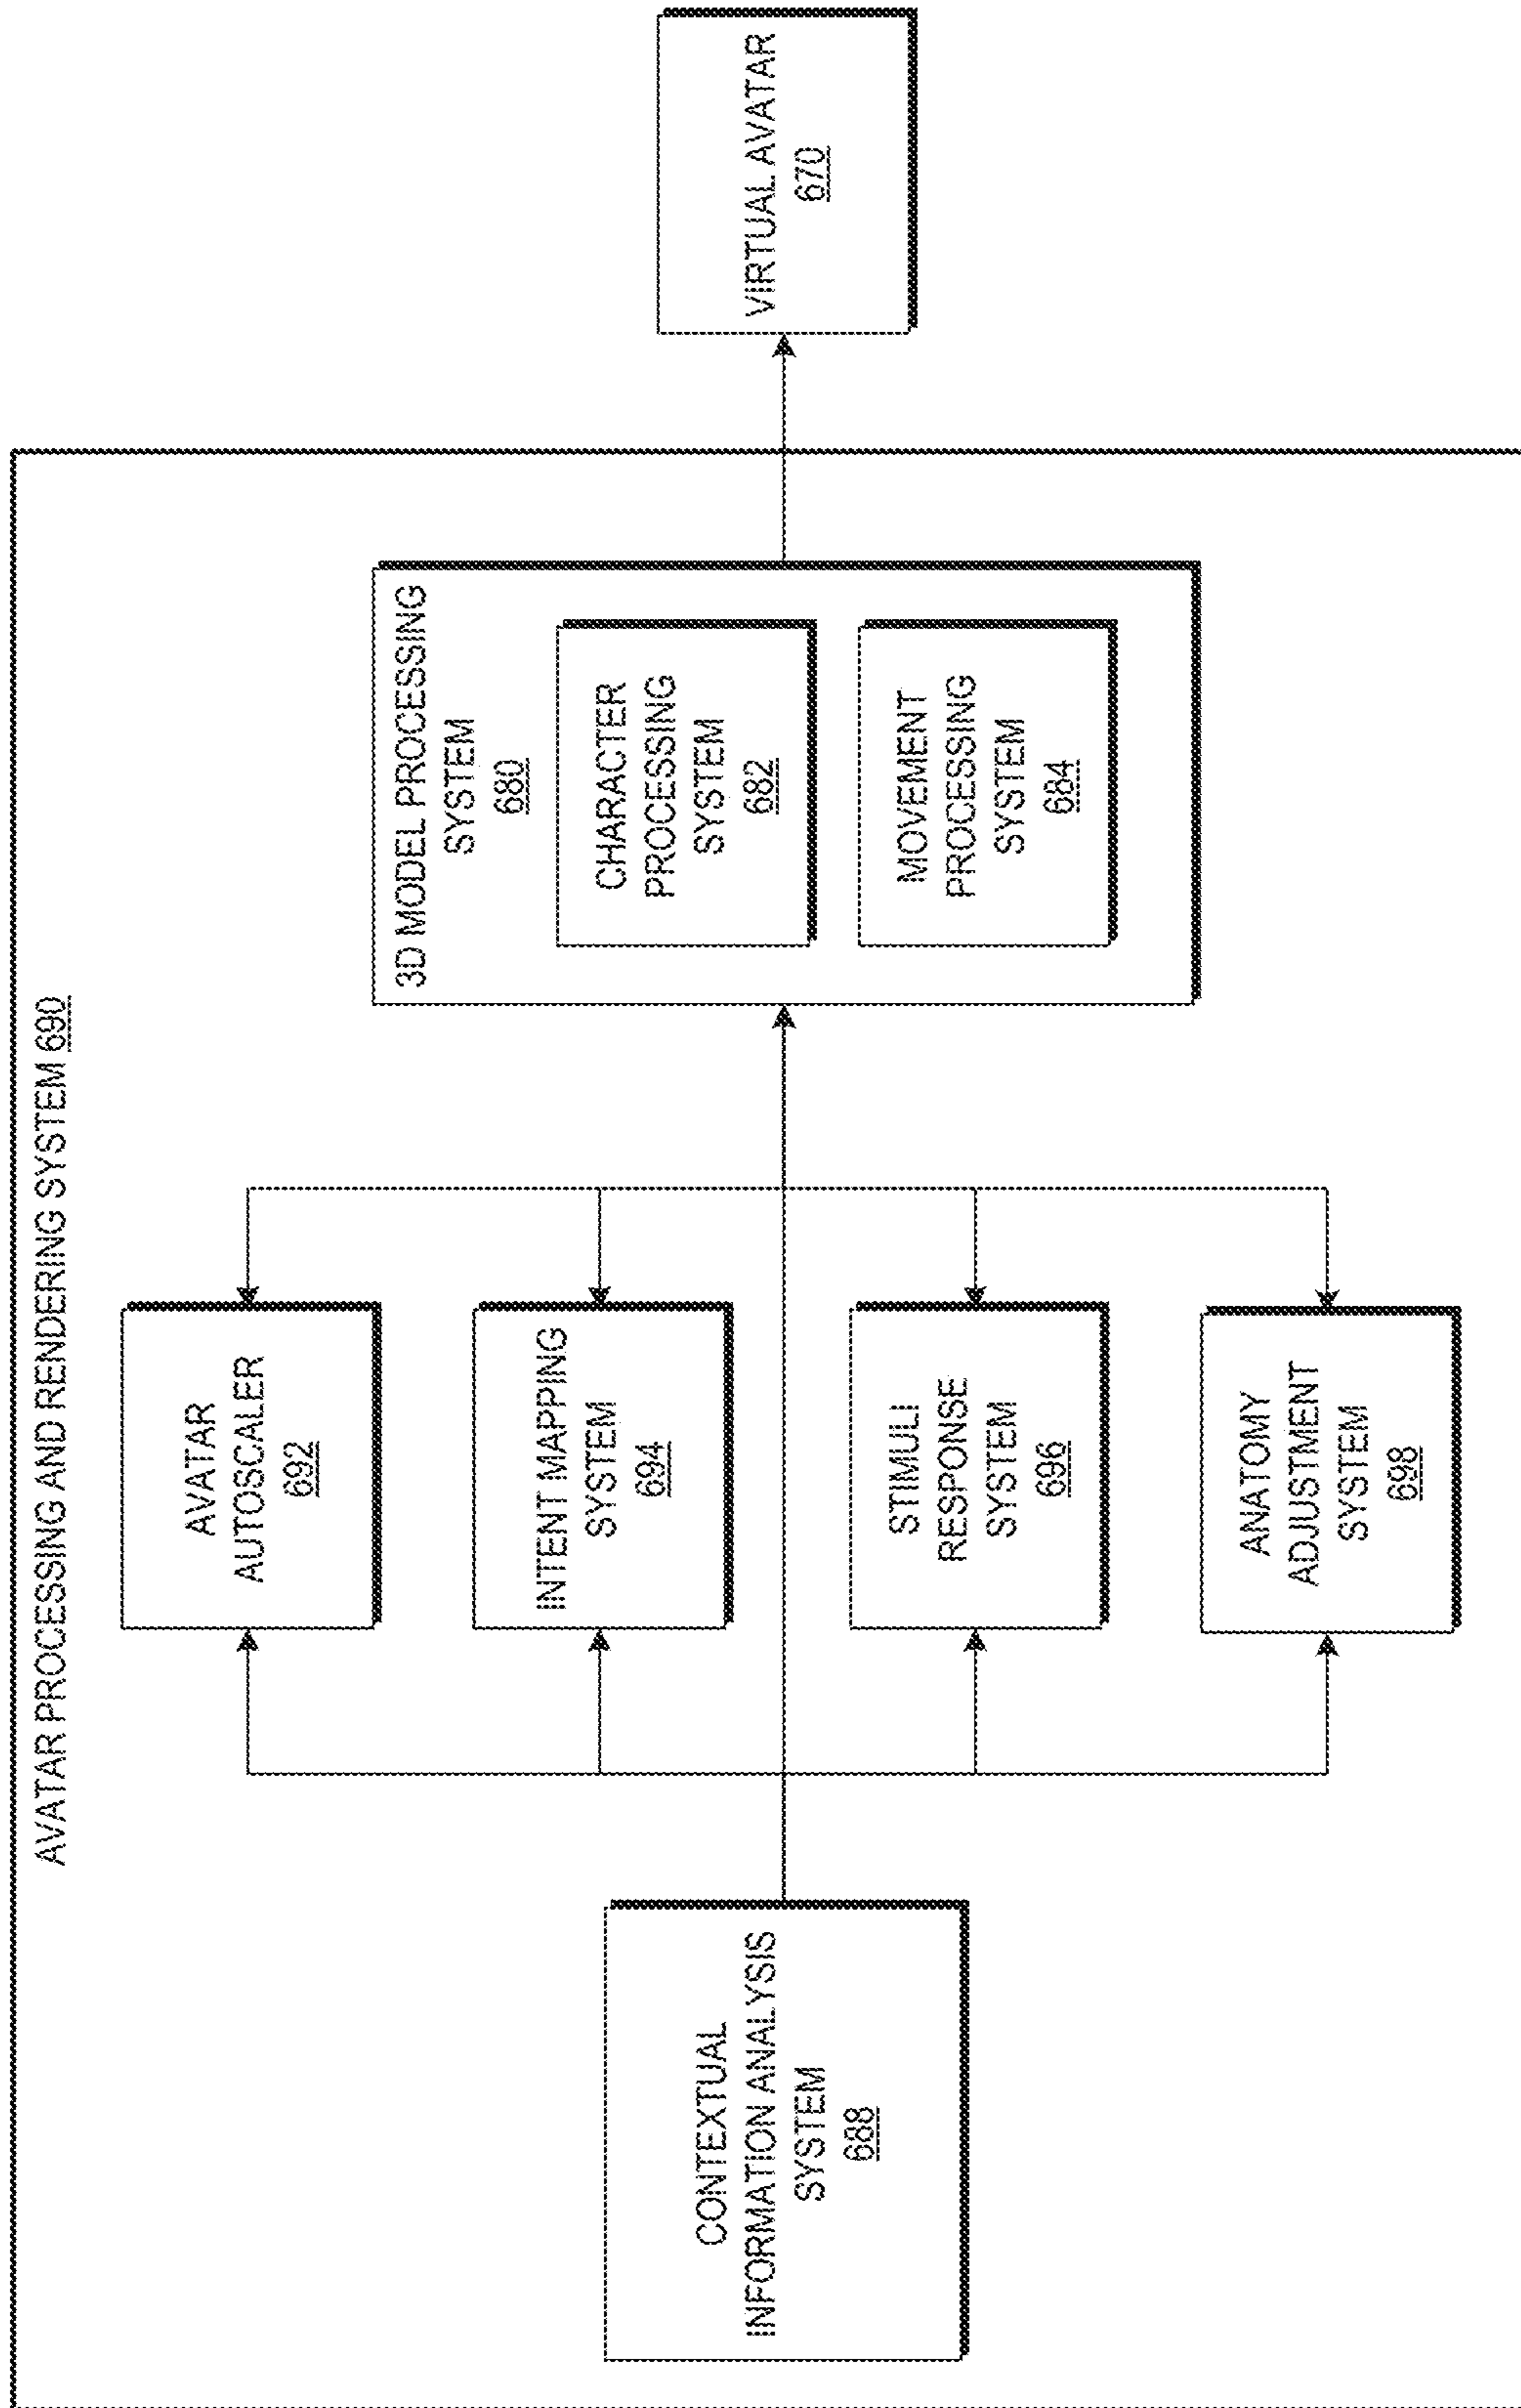 AVATAR PROCESSING AND RENDERING SYSTEM 690
CONTEXTUAL
INFORMATION ANALYSIS
SYSTEM
688
AVATAR
AUTOSCALER
692
INTENT MAPPING
SYSTEM
694
STIMULI
RESPONSE
SYSTEM
696
ANATOMY
ADJUSTMENT
SYSTEM
698
3D MODEL PROCESSING
SYSTEM
680
CHARACTER
PROCESSING
SYSTEM
682
MOVEMENT
PROCESSING
SYSTEM
684
VIRTUAL AVATAR
670